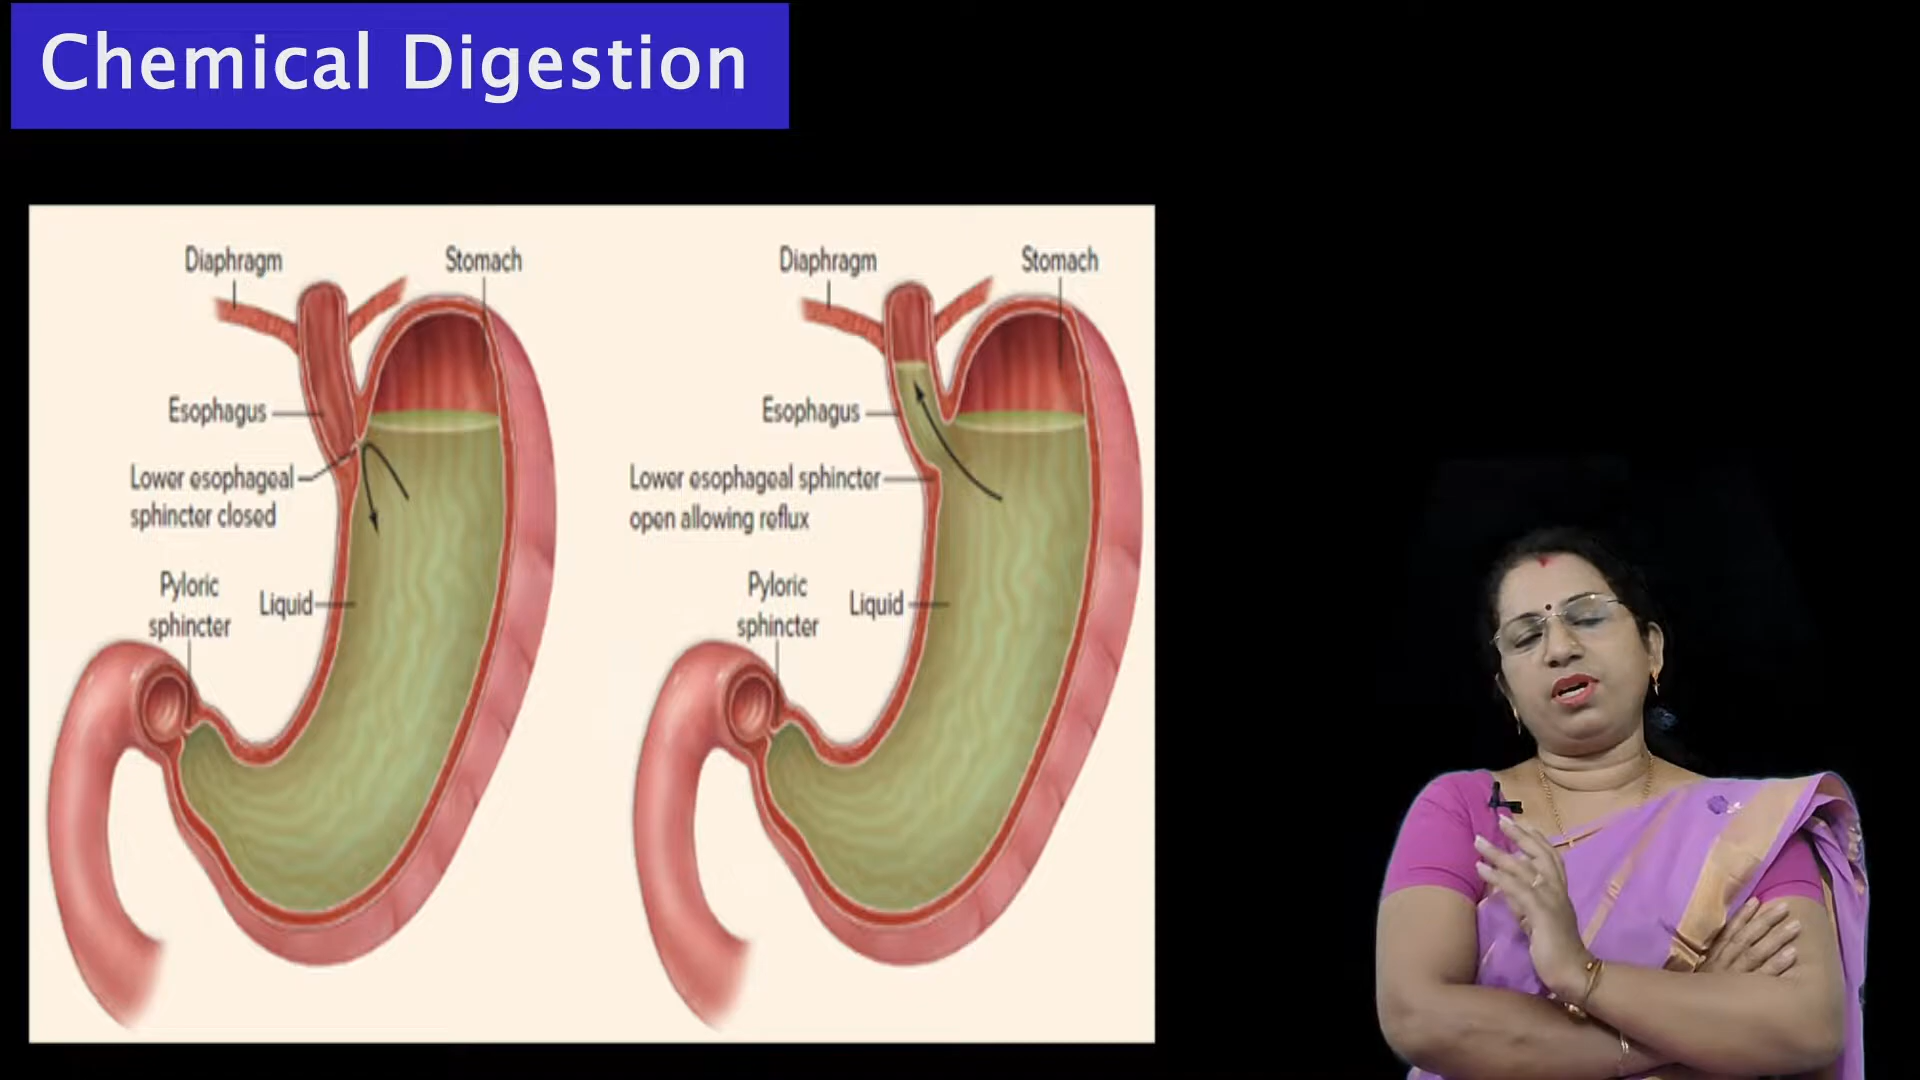 Chemical Digestion
Diaphragm
Stomach
Esophagus
Lower esophageal
sphincter closed
Pyloric
sphincter
Liquid
Diaphragm
Stomach
Esophagus
Lower esophageal sphincter
open allowing reflux
Pyloric
sphincter
Liquid